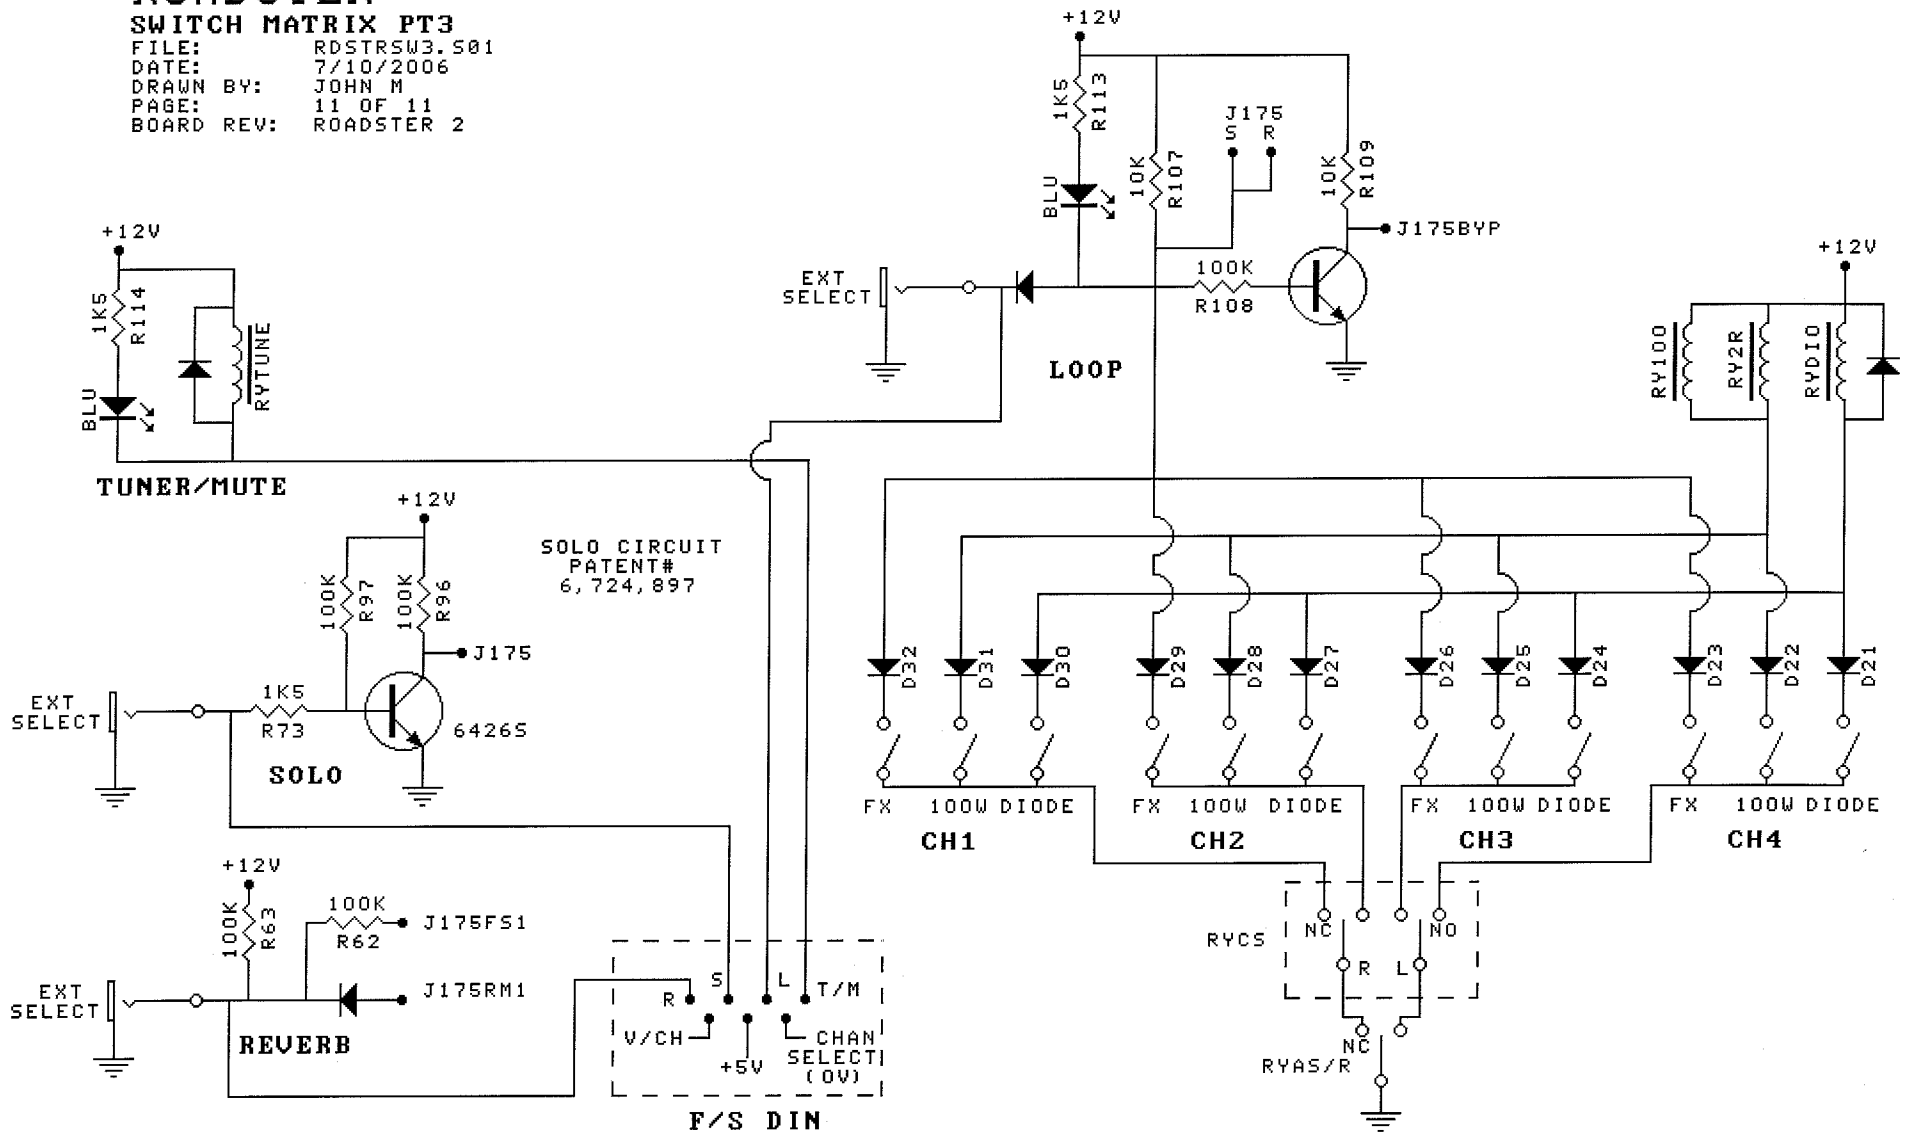 SWITCH MATRIX PT3
FILE: RDSTRSW3.S01
DATE: 7/10/2006
DRAWN BY: JOHN M
PAGE: 11 OF 11
BOARD REV: ROADSTER 2
+12V
1K5
R113
BLU
10K
R107
J175
S R
10K
R109
J175BYP
EXT
SELECT
100K
R108
LOOP
+12V
1K5
R114
BLU
RYTUNE
TUNER/MUTE
+12V
RY100
RY2R
RYDIO
+12V
100K
R97
100K
R96
J175
SOLO CIRCUIT
PATENT#
6,724,897
EXT
SELECT
1K5
R73
6426S
SOLO
D32
D31
D30
D29
D28
D27
D26
D25
D24
D23
D22
D21
FX 100W DIODE
FX 100W DIODE
FX 100W DIODE
FX 100W DIODE
CH1
CH2
CH3
CH4
+12V
100K
R63
100K
R62
J175FS1
J175RM1
EXT
SELECT
REVERB
R
S
L
T/M
V/CH
+5V
CHAN
SELECT
(0V)
F/S DIN
RYCS
NC
NO
R
L
NC
RYAS/R